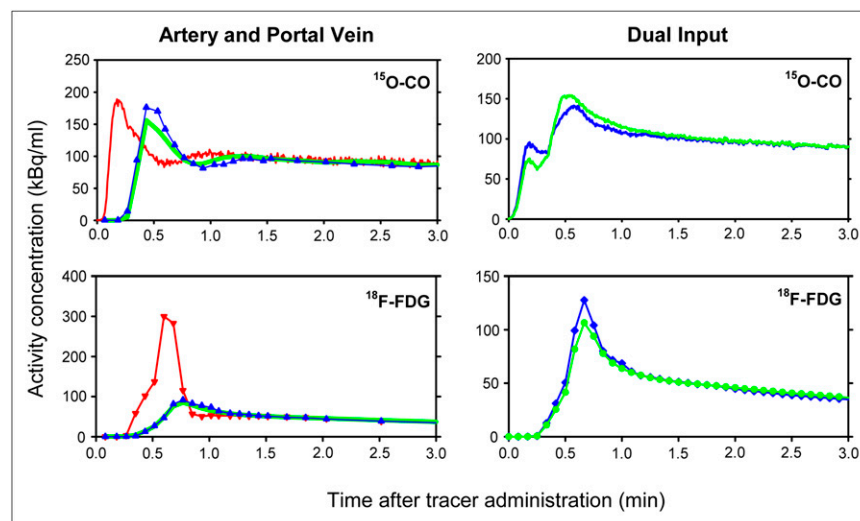 Artery and Portal Vein
Dual Input
Activity concentration (kBq/ml)
250
200
150
100
50
0
¹⁵O-CO
0.0 0.5 1.0 1.5 2.0 2.5 3.0
200
150
100
50
0
¹⁵O-CO
0.0 0.5 1.0 1.5 2.0 2.5 3.0
400
300
200
100
0
¹⁸F-FDG
0.0 0.5 1.0 1.5 2.0 2.5 3.0
150
100
50
0
¹⁸F-FDG
0.0 0.5 1.0 1.5 2.0 2.5 3.0
Time after tracer administration (min)